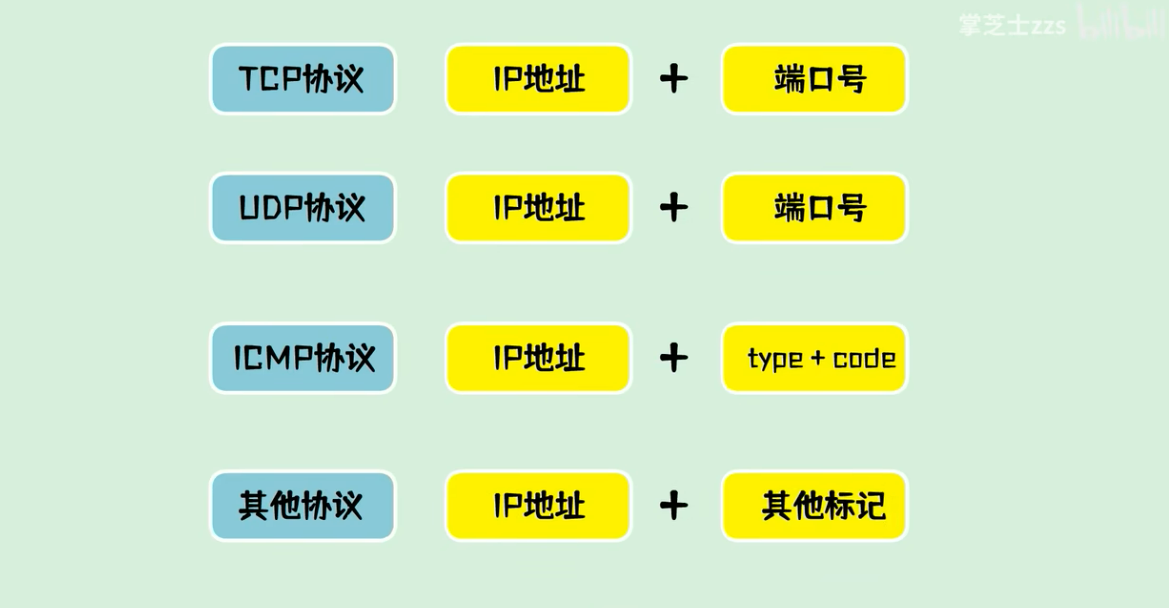 掌芝士zzs bilibili
TCP协议 IP地址 + 端口号
UDP协议 IP地址 + 端口号
ICMP协议 IP地址 + type + code
其他协议 IP地址 + 其他标记